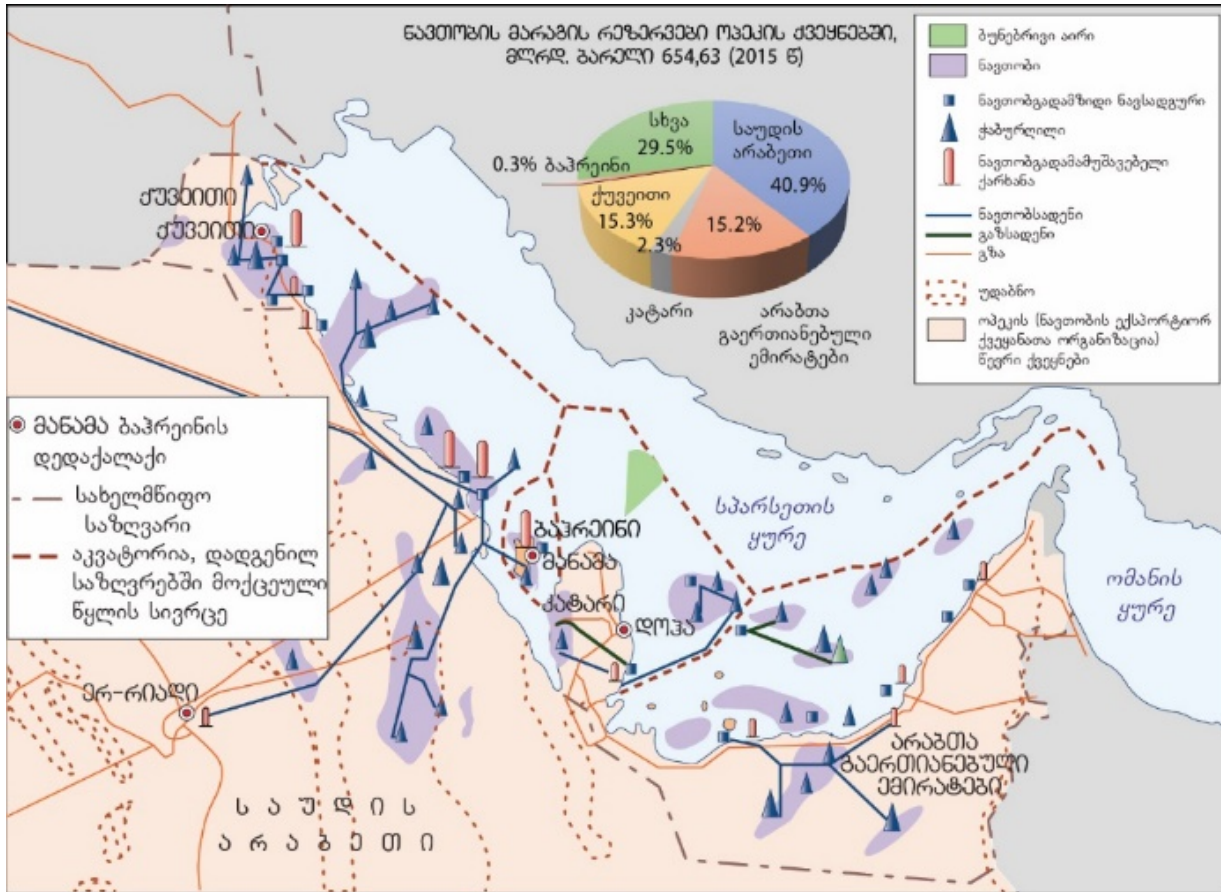 ნავთობის მარაგის რეზერვები ოპეკის ქვეყნებში,
მლრდ. ბარელი 654,63 (2015 წ)
სხვა
29.5%
საუდის
არაბეთი
40.9%
0.3% ბაჰრეინი
ქუვეითი
15.3%
2.3%
15.2%
კატარი
არაბთა
გაერთიანებული
ემირატები
ბუნებრივი აირი
ნავთობი
ნავთობგადამზიდი ნავსადგური
ჭაბურღილი
ნავთობგადამამუშავებელი
ქარხანა
ნავთობსადენი
გაზსადენი
გზა
უდაბნო
ოპეკის (ნავთობის ექსპორტიორ
ქვეყანათა ორგანიზაცია)
წევრი ქვეყნები
ქუვეითი
ქუვეითი
მანამა ბაჰრეინის
დედაქალაქი
სახელმწიფო
საზღვარი
აკვატორია, დადგენილ
საზღვრებში მოქცეული
წყლის სივრცე
სპარსეთის
ყურე
ბაჰრეინი
მანამა
კატარი
დოჰა
ომანის
ყურე
ერ-რიადი
საუდის
არაბეთი
არაბთა
გაერთიანებული
ემირატები